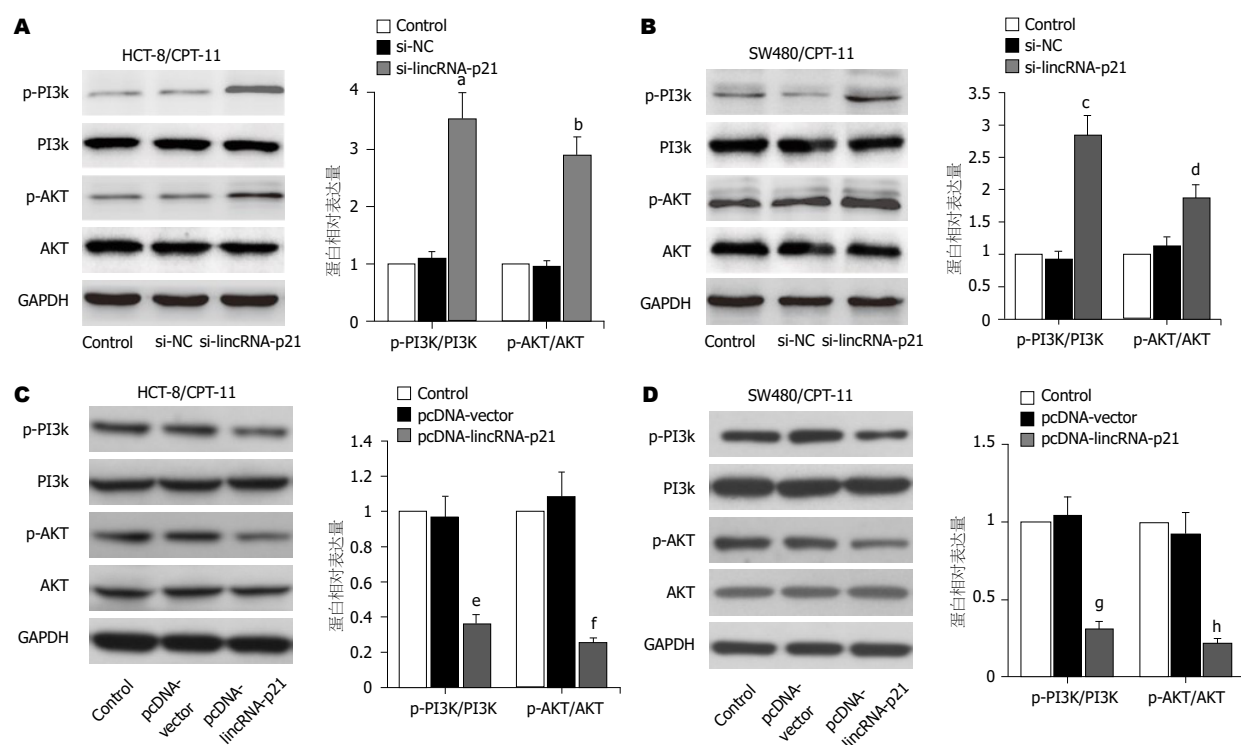 A
HCT-8/CPT-11
p-PI3k
PI3k
p-AKT
AKT
GAPDH
Control si-NC si-lincRNA-p21
Control
si-NC
si-lincRNA-p21
蛋白相对表达量
4
3
2
1
0
a
b
p-PI3K/PI3K p-AKT/AKT
B
SW480/CPT-11
p-PI3k
PI3k
p-AKT
AKT
GAPDH
Control si-NC si-lincRNA-p21
Control
si-NC
si-lincRNA-p21
蛋白相对表达量
3.5
3
2.5
2
1.5
1
0.5
0
c
d
p-PI3K/PI3K p-AKT/AKT
C
HCT-8/CPT-11
p-PI3k
PI3k
p-AKT
AKT
GAPDH
Control
pcDNA-
vector
pcDNA-
lincRNA-p21
Control
pcDNA-vector
pcDNA-lincRNA-p21
蛋白相对表达量
1.4
1.2
1
0.8
0.6
0.4
0.2
0
e
f
p-PI3K/PI3K p-AKT/AKT
D
SW480/CPT-11
p-PI3k
PI3k
p-AKT
AKT
GAPDH
Control
pcDNA-
vector
pcDNA-
lincRNA-p21
Control
pcDNA-vector
pcDNA-lincRNA-p21
蛋白相对表达量
1.5
1
0.5
0
g
h
p-PI3K/PI3K p-AKT/AKT